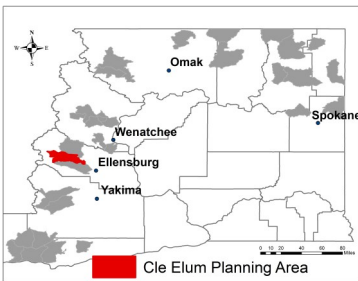 N
W E
S
Omak
Spokane
Wenatchee
Ellensburg
Yakima
0 10 20 40 60 80
Miles
Cle Elum Planning Area